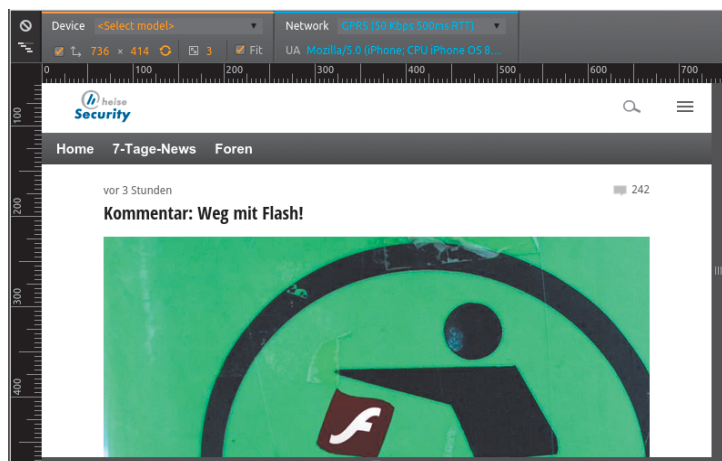 Device <Select model> Network GPRS (50 Kbps 500ms RTT)
736 × 414 3 Fit UA Mozilla/5.0 (iPhone; CPU iPhone OS 8...
0 100 200 300 400 500 600 700
100
200
300
400
heise
Security
Home 7-Tage-News Foren
vor 3 Stunden 242
Kommentar: Weg mit Flash!
f